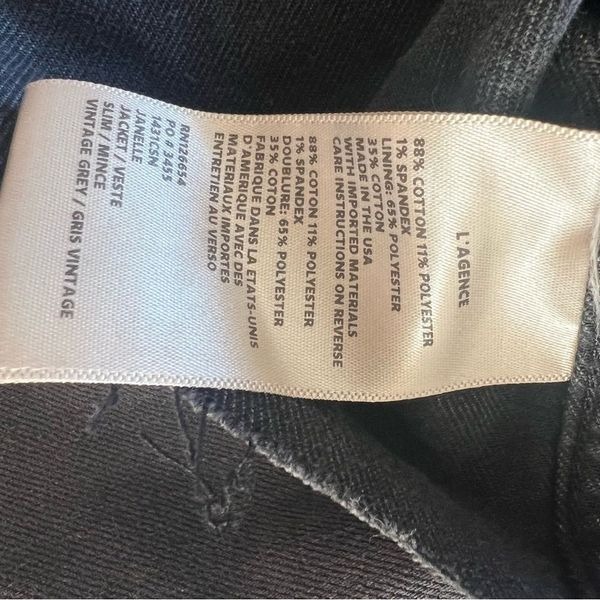 L'AGENCE
88% COTTON 11% POLYESTER
1% SPANDEX
LINING: 65% POLYESTER
35% COTTON
MADE IN THE USA
WITH IMPORTED MATERIALS
CARE INSTRUCTIONS ON REVERSE
88% COTON 11% POLYESTER
1% SPANDEX
DOUBLURE: 65% POLYESTER
35% COTON
FABRIQUE DANS LA ETATS-UNIS
D'AMERIQUE AVEC DES
MATERIAUX IMPORTES
ENTRETIEN AU VERSO
RN126654
PO # 3455
1431CSN
JANELLE
JACKET / VESTE
SLIM / MINCE
VINTAGE GREY / GRIS VINTAGE